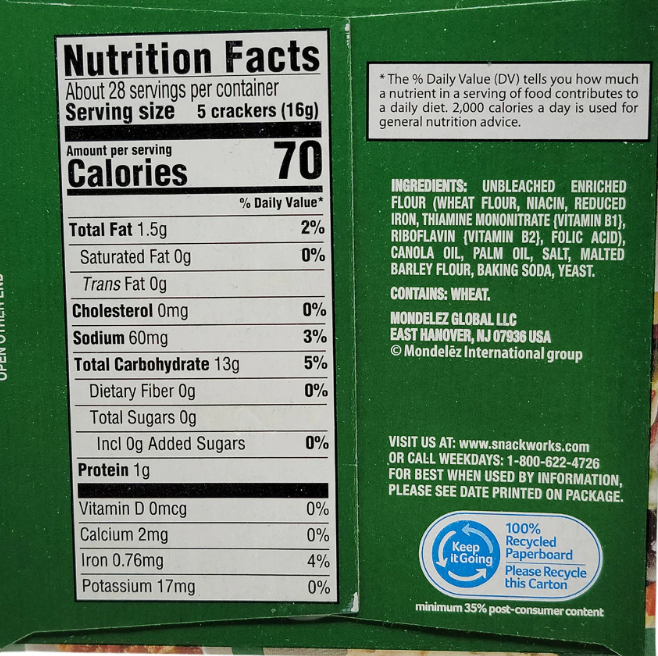 Nutrition Facts
About 28 servings per container
Serving size 5 crackers (16g)
Amount per serving
Calories 70
% Daily Value*
Total Fat 1.5g 2%
Saturated Fat 0g 0%
Trans Fat 0g
Cholesterol 0mg 0%
Sodium 60mg 3%
Total Carbohydrate 13g 5%
Dietary Fiber 0g 0%
Total Sugars 0g
Incl 0g Added Sugars 0%
Protein 1g
Vitamin D 0mcg 0%
Calcium 2mg 0%
Iron 0.76mg 4%
Potassium 17mg 0%
* The % Daily Value (DV) tells you how much
a nutrient in a serving of food contributes to
a daily diet. 2,000 calories a day is used for
general nutrition advice.
INGREDIENTS: UNBLEACHED ENRICHED
FLOUR (WHEAT FLOUR, NIACIN, REDUCED
IRON, THIAMINE MONONITRATE {VITAMIN B1},
RIBOFLAVIN {VITAMIN B2}, FOLIC ACID),
CANOLA OIL, PALM OIL, SALT, MALTED
BARLEY FLOUR, BAKING SODA, YEAST.
CONTAINS: WHEAT.
MONDELEZ GLOBAL LLC
EAST HANOVER, NJ 07936 USA
© Mondelēz International group
VISIT US AT: www.snackworks.com
OR CALL WEEKDAYS: 1-800-622-4726
FOR BEST WHEN USED BY INFORMATION,
PLEASE SEE DATE PRINTED ON PACKAGE.
Keep
it Going
100%
Recycled
Paperboard
Please Recycle
this Carton
minimum 35% post-consumer content
OPEN OTHER END